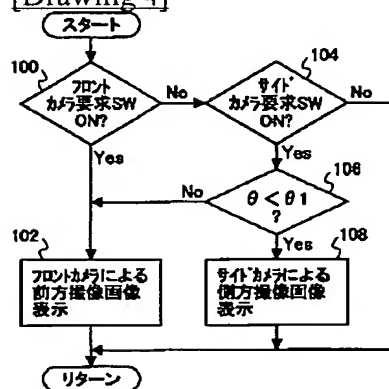 [Drawing 4]
スタート
100
フロント
カメラ要求SW
ON?
No
Yes
104
サイド
カメラ要求SW
ON?
No
Yes
106
θ < θ1
?
No
Yes
102
フロントカメラによる
前方撮像画像
表示
108
サイドカメラによる
側方撮像画像
表示
リターン